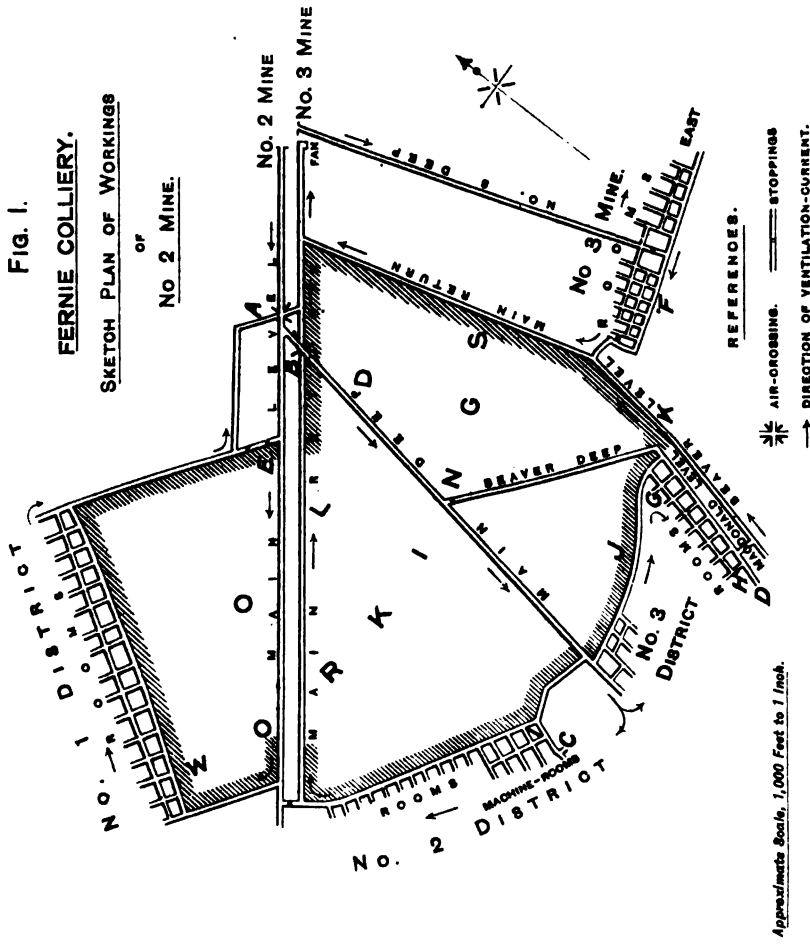 FIG. I.
FERNIE COLLIERY.
SKETCH PLAN OF WORKINGS
OF
No 2 MINE.
No. 2 MINE
No. 3 MINE
FAN
No. 1 DISTRICT
ROOMS
A
B
E
MAIN LEVEL
MAIN L R
WORKINGS
MAIN DEEP
D
N
BEAVER DEEP
MAIN RETURN
No. 3 DEEP
No. 3 MINE.
ROOMS
EAST
F
K
BEAVER LEVEL
MACDONALD LEVEL
G
ROOMS
H
D
J
No. 3
DISTRICT
C
MACHINE-ROOMS
ROOMS
No. 2 DISTRICT
REFERENCES.
AIR-CROSSING.
STOPPINGS
DIRECTION OF VENTILATION-CURRENT.
Approximate Scale, 1,000 Feet to 1 Inch.